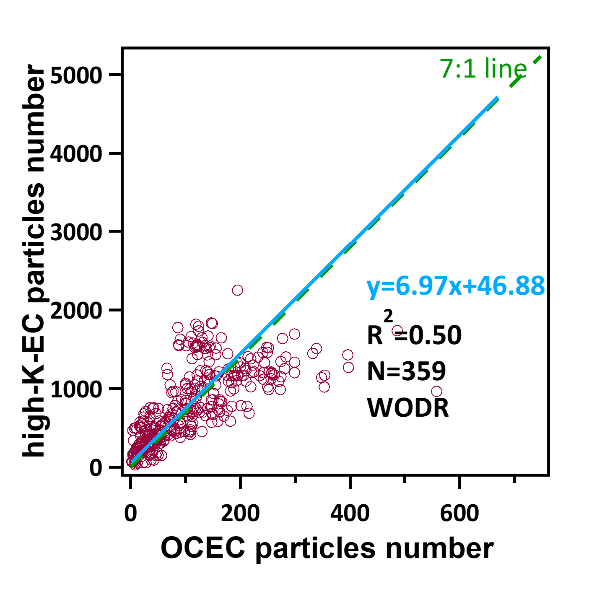 7:1 line
5000
4000
3000
2000
1000
0
high-K-EC particles number
y=6.97x+46.88
R²=0.50
N=359
WODR
0
200
400
600
OCEC particles number